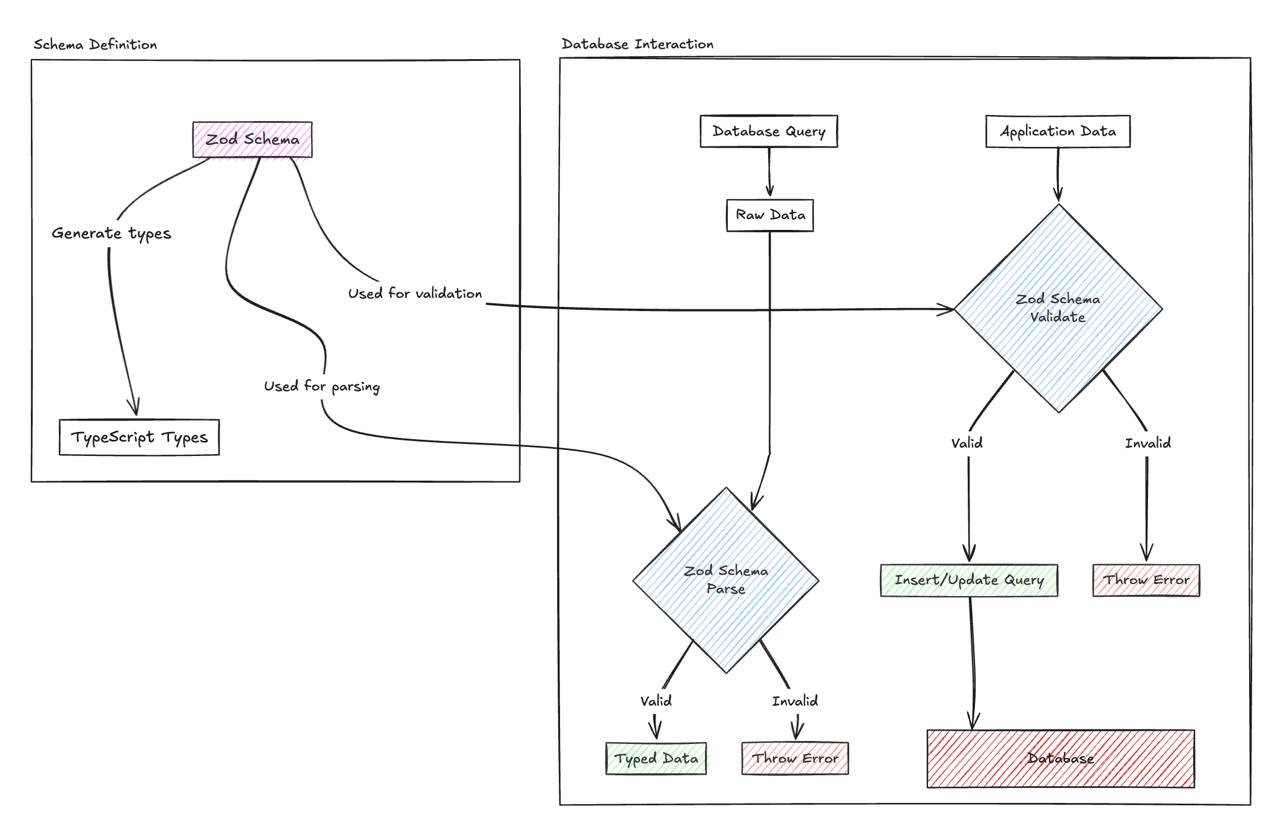 Schema Definition
Zod Schema
Generate types
Used for validation
Used for parsing
TypeScript Types
Database Interaction
Database Query
Application Data
Raw Data
Zod Schema
Validate
Valid
Invalid
Zod Schema
Parse
Insert/Update Query
Throw Error
Valid
Invalid
Typed Data
Throw Error
Database